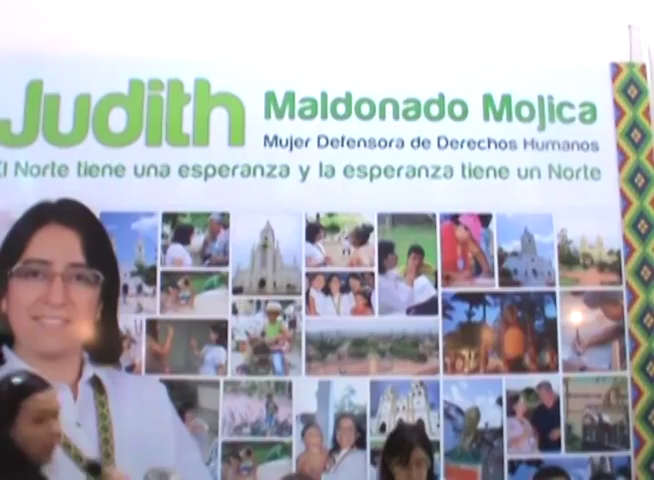 Judith Maldonado Mojica
Mujer Defensora de Derechos Humanos
El Norte tiene una esperanza y la esperanza tiene un Norte